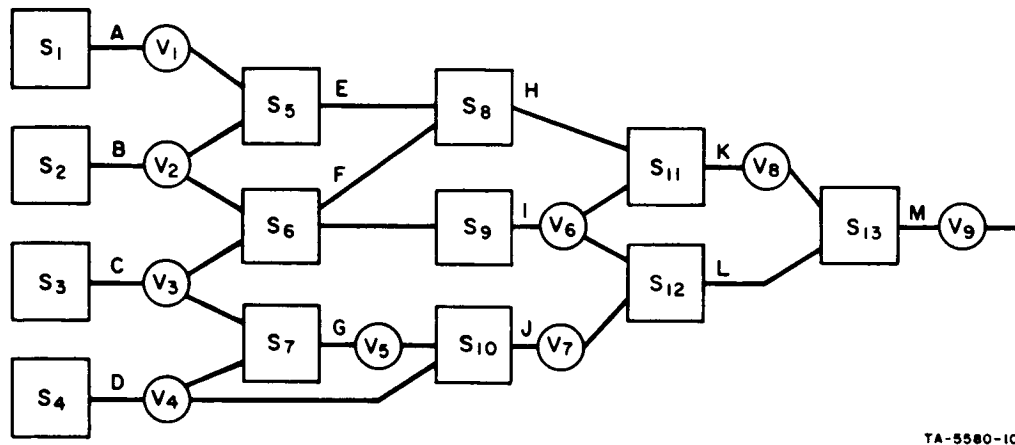 S1 A V1
S5 E S8 H
S2 B V2
F
S11 K V8
S6 S9 I V6
S13 M V9
S3 C V3
S12 L
S7 G V5 S10 J V7
S4 D V4
TA-5580-10